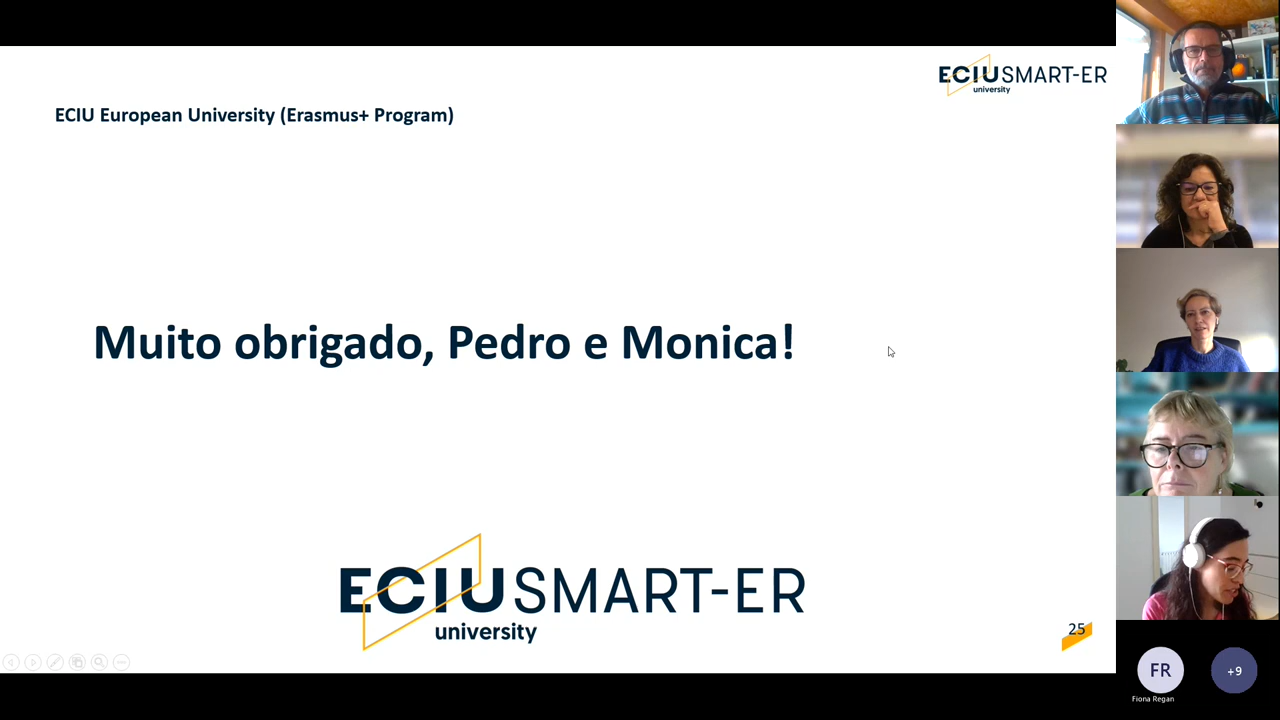 ECIU SMART-ER
university
ECIU European University (Erasmus+ Program)
Muito obrigado, Pedro e Monica!
ECIU SMART-ER
university
25
FR
+9
Fiona Regan